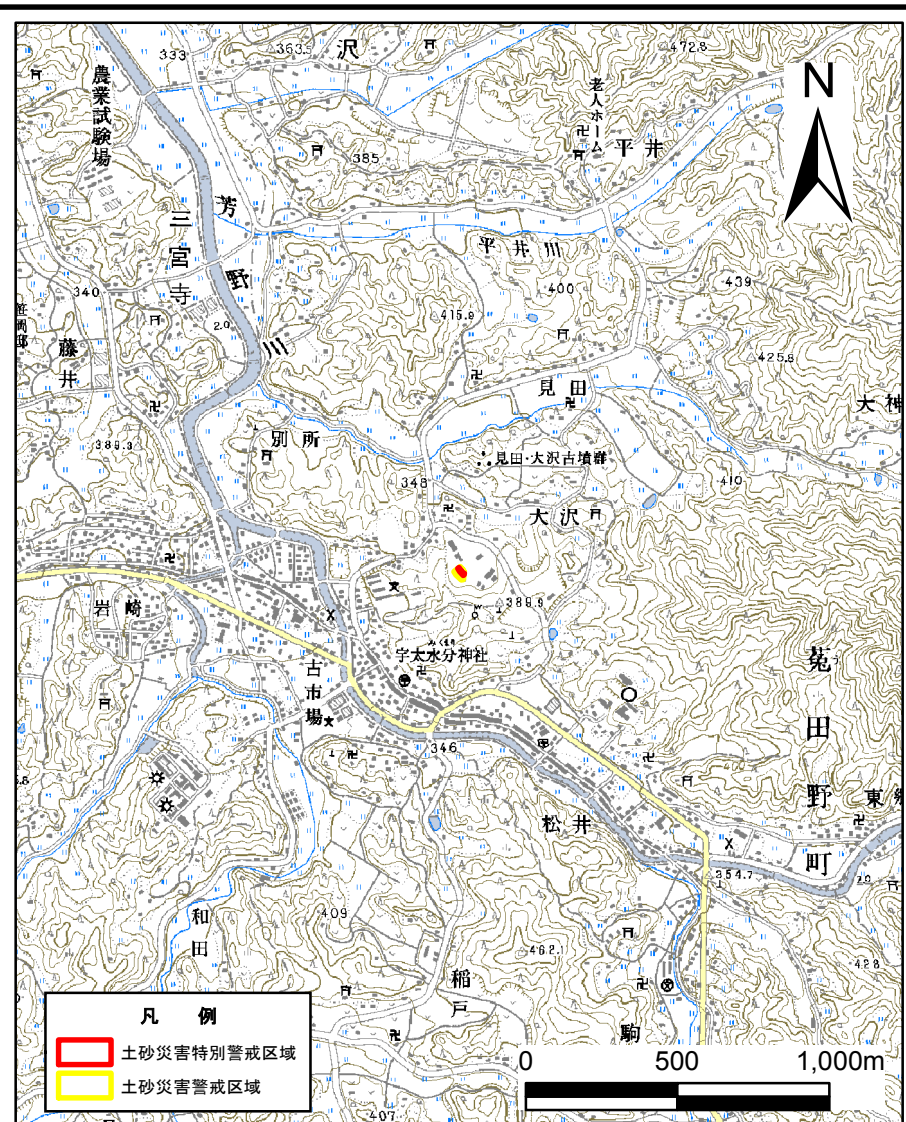 沢
333
363.5
472.8
N
農業試験場
老人ホーム
平井
385
芳野川
三宮寺
平井川
340
400
439
415.9
2.0
藤井
425.8
見田
大神
389.3
別所
見田・大沢古墳群
348
410
大沢
389.9
岩崎
宇太水分神社
菟田野町
古市場
346
東
松井
354.7
2.0
和田
409
462.1
428
稲戸
駒
凡 例
土砂災害特別警戒区域
土砂災害警戒区域
0 500 1,000m
407